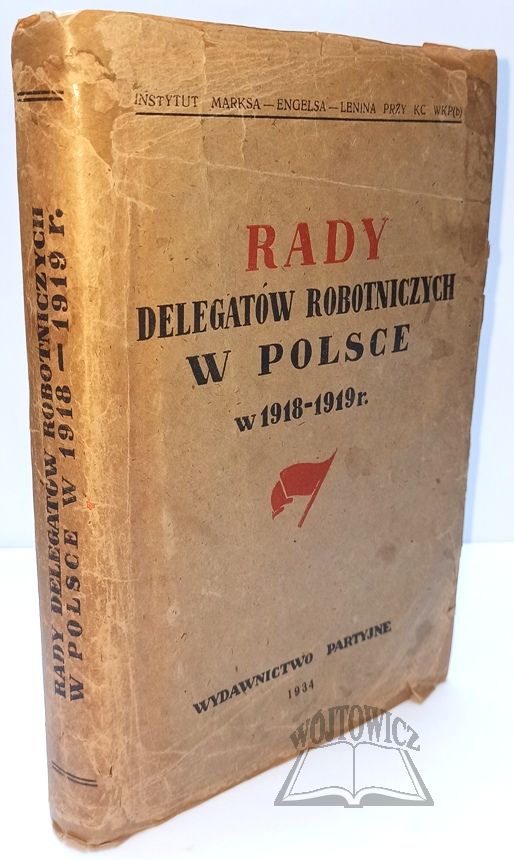 INSTYTUT MARKSA — ENGELSA — LENINA PRZY KC WKP(b)
RADY
DELEGATÓW ROBOTNICZYCH
W POLSCE
w 1918-1919 r.
WYDAWNICTWO PARTYJNE
1934
RADY DELEGATÓW ROBOTNICZYCH
W POLSCE W 1918 — 1919 r.
WÓJTOWICZ